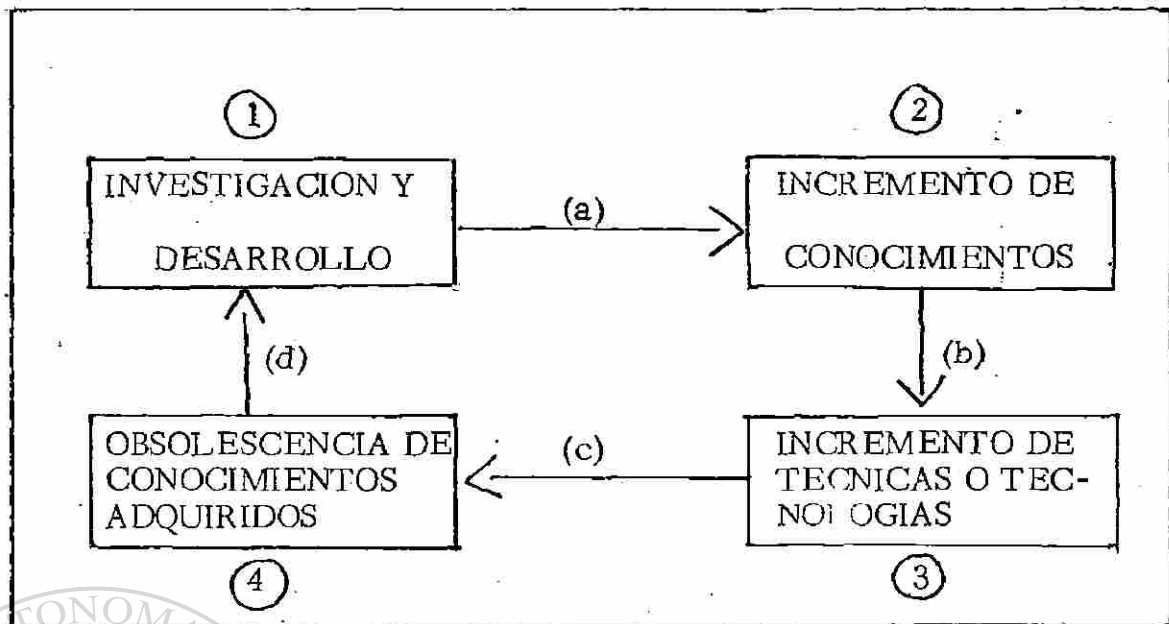 1
2
INVESTIGACION Y
DESARROLLO
(a)
INCREMENTO DE
CONOCIMIENTOS
(d)
(b)
OBSOLESCENCIA DE
CONOCIMIENTOS
ADQUIRIDOS
(c)
INCREMENTO DE
TECNICAS O TEC-
NOLOGIAS
4
3